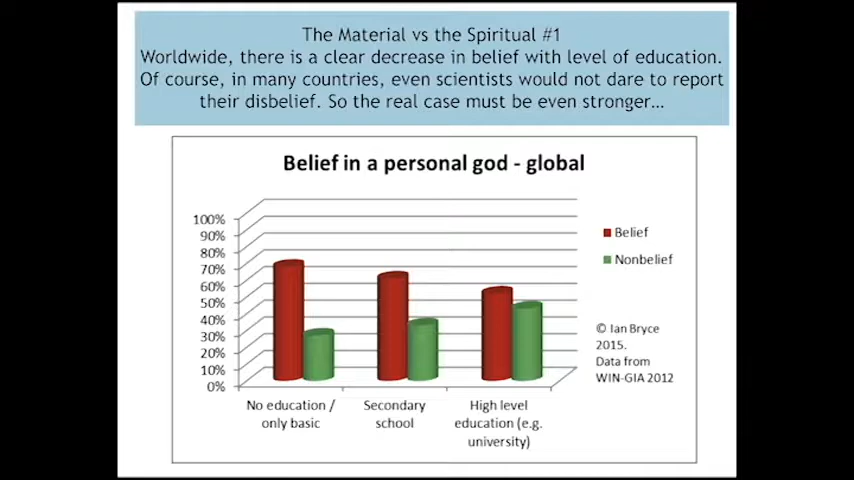 The Material vs the Spiritual #1
Worldwide, there is a clear decrease in belief with level of education.
Of course, in many countries, even scientists would not dare to report
their disbelief. So the real case must be even stronger…
Belief in a personal god - global
100%
90%
80%
70%
60%
50%
40%
30%
20%
10%
0%
Belief
Nonbelief
© Ian Bryce
2015.
Data from
WIN-GIA 2012
No education /
only basic
Secondary
school
High level
education (e.g.
university)